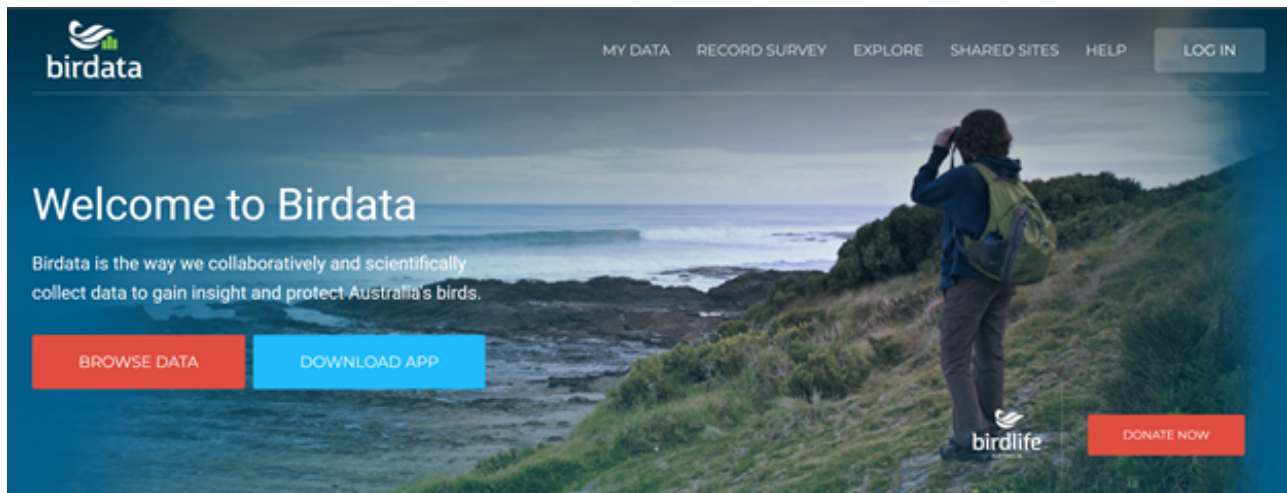 birdata
MY DATA
RECORD SURVEY
EXPLORE
SHARED SITES
HELP
LOG IN
Welcome to Birdata
Birdata is the way we collaboratively and scientifically
collect data to gain insight and protect Australia's birds.
BROWSE DATA
DOWNLOAD APP
birdlife
AUSTRALIA
DONATE NOW